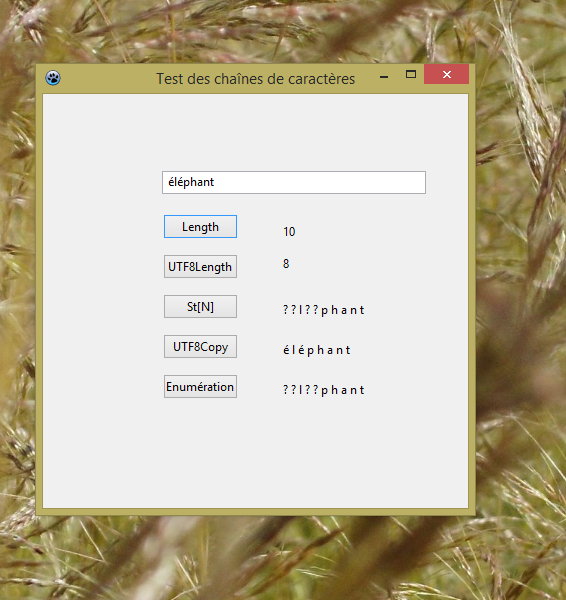 Test des chaînes de caractères
éléphant
Length 10
UTF8Length 8
St[N] ? ? l ? ? p h a n t
UTF8Copy é l é p h a n t
Enumération ? ? l ? ? p h a n t